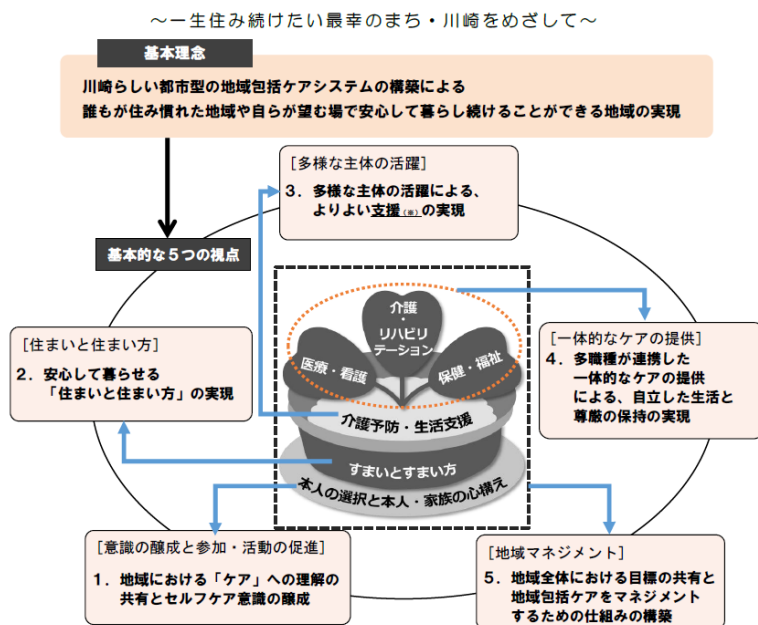 ～一生住み続けたい最幸のまち・川崎をめざして～
基本理念
川崎らしい都市型の地域包括ケアシステムの構築による
誰もが住み慣れた地域や自らが望む場で安心して暮らし続けることができる地域の実現
[多様な主体の活躍]
3．多様な主体の活躍による、
よりよい支援(※)の実現
基本的な５つの視点
介護
・
リハビリ
テーション
医療・看護
保健・福祉
介護予防・生活支援
すまいとすまい方
本人の選択と本人・家族の心構え
[住まいと住まい方]
2．安心して暮らせる
「住まいと住まい方」の実現
[一体的なケアの提供]
4．多職種が連携した
一体的なケアの提供
による、自立した生活と
尊厳の保持の実現
[意識の醸成と参加・活動の促進]
1．地域における「ケア」への理解の
共有とセルフケア意識の醸成
[地域マネジメント]
5．地域全体における目標の共有と
地域包括ケアをマネジメント
するための仕組みの構築